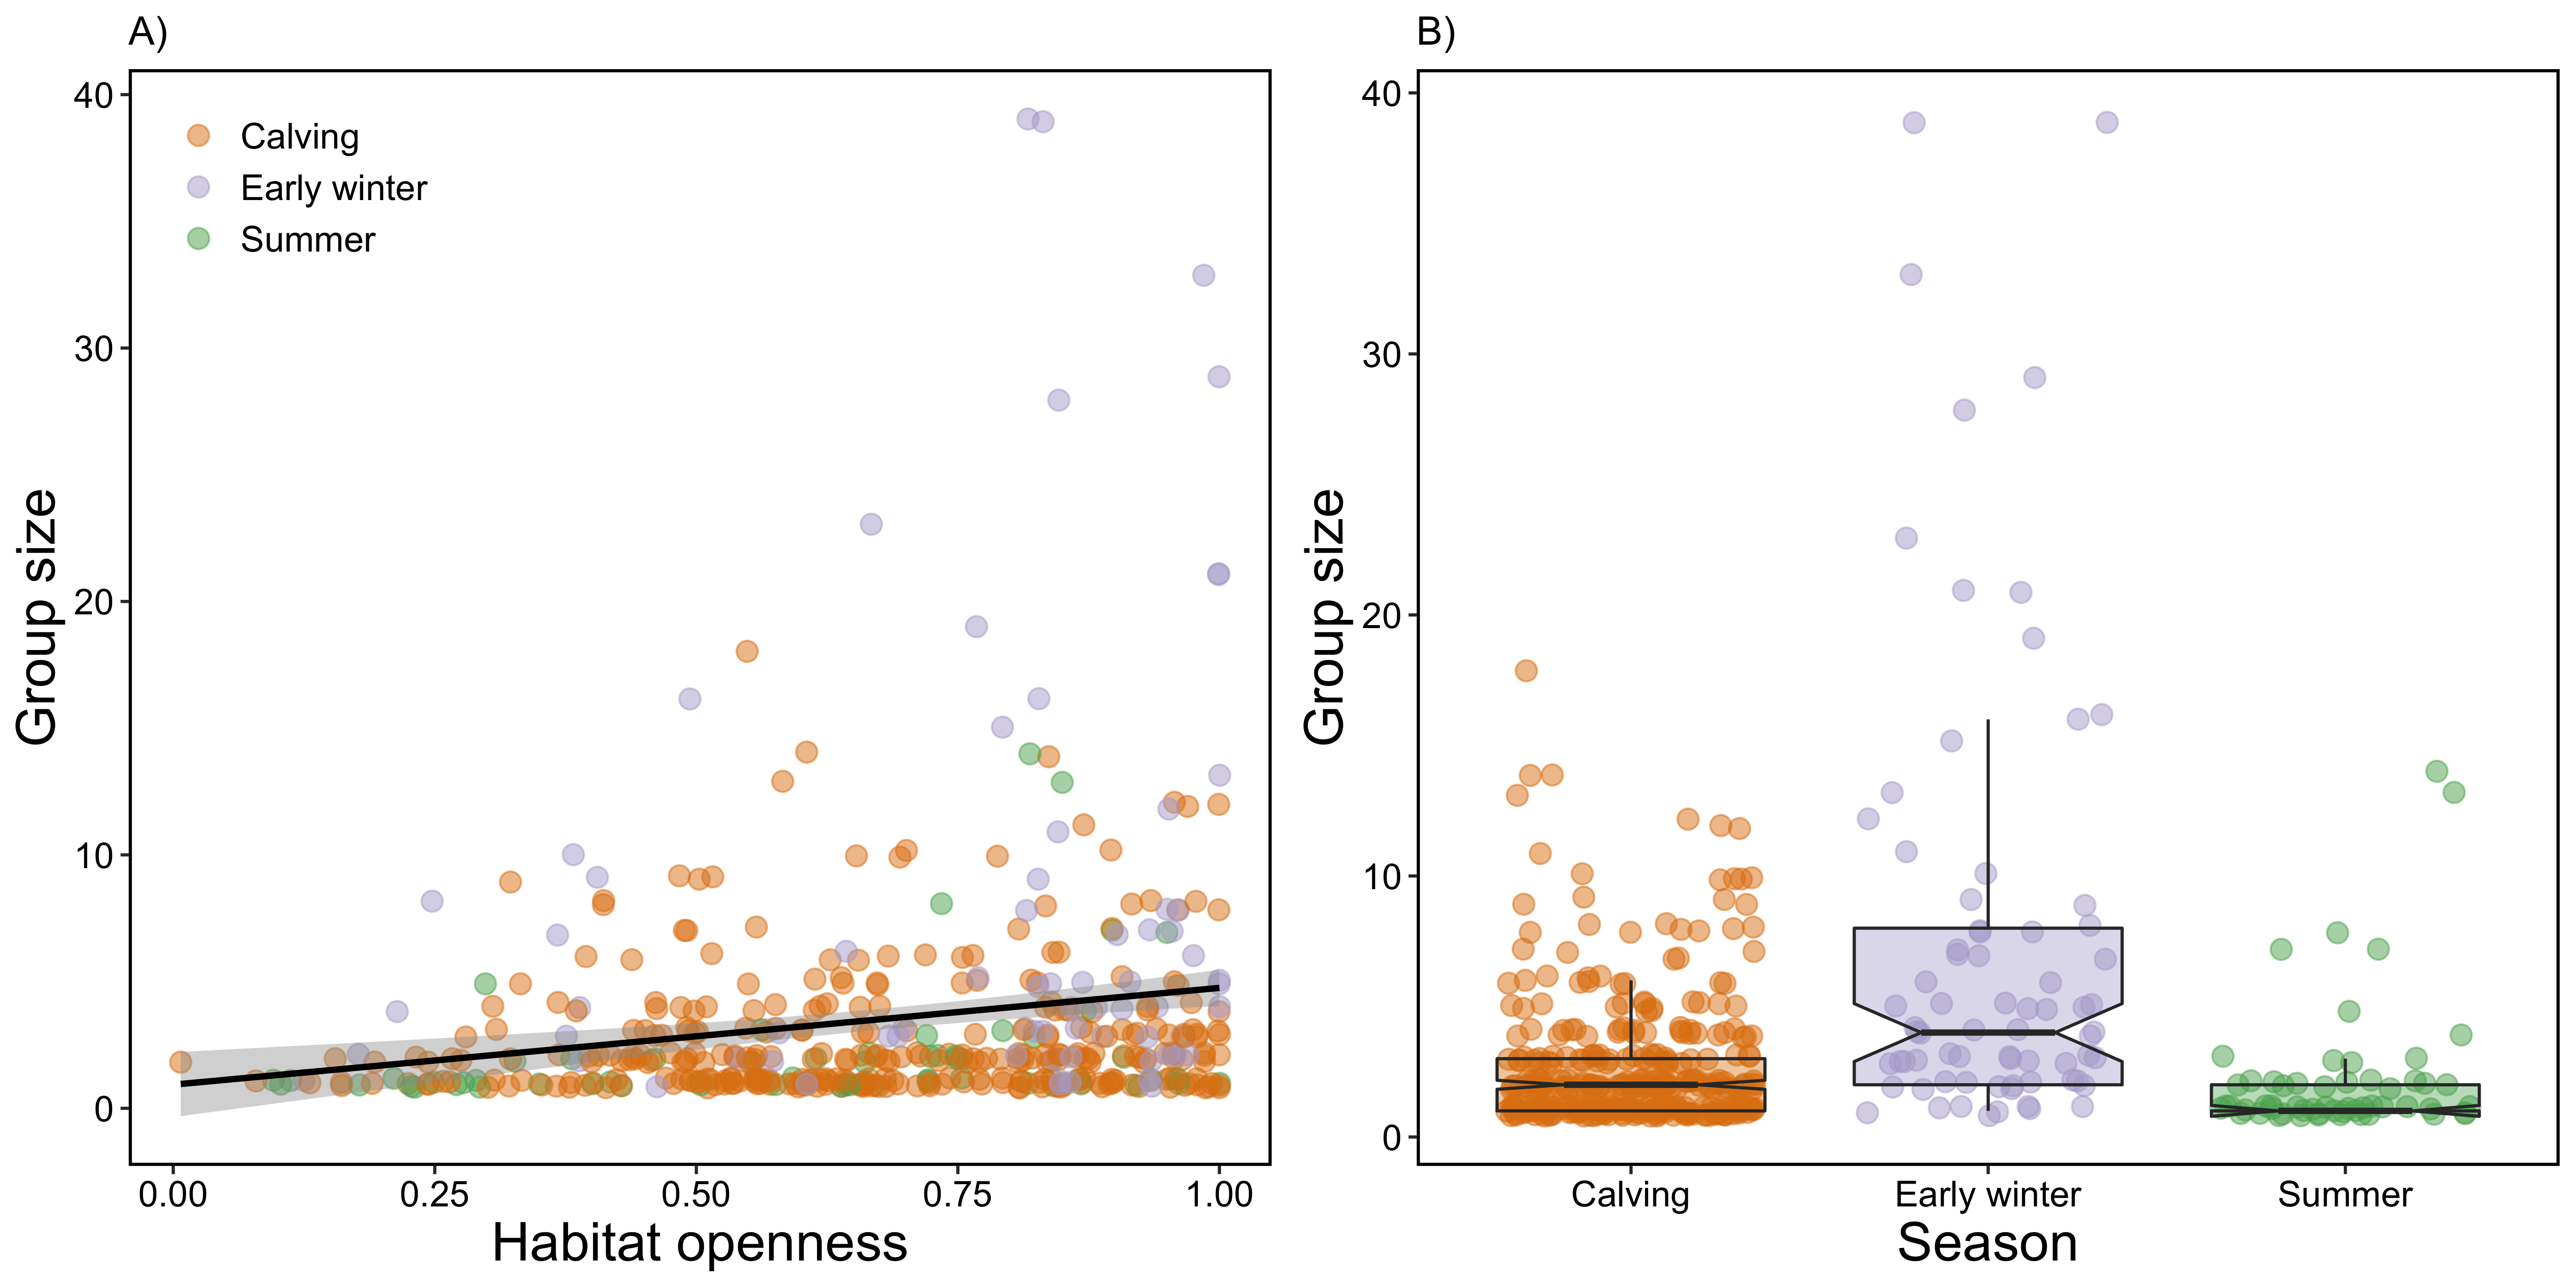 A)
Group size
40
30
20
10
0
Calving
Early winter
Summer
0.00 0.25 0.50 0.75 1.00
Habitat openness
B)
Group size
40
30
20
10
0
Calving Early winter Summer
Season